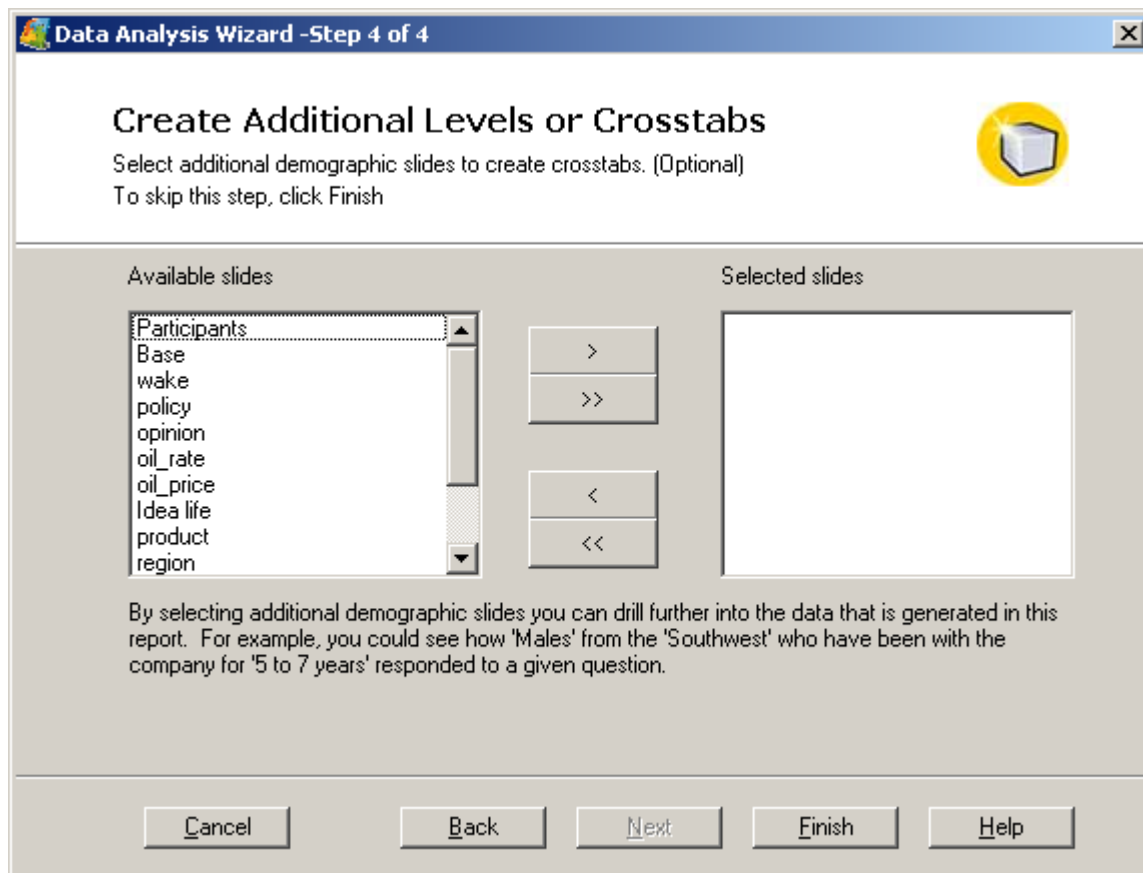 Data Analysis Wizard -Step 4 of 4
Create Additional Levels or Crosstabs
Select additional demographic slides to create crosstabs. (Optional)
To skip this step, click Finish
Available slides
Participants
Base
wake
policy
opinion
oil_rate
oil_price
Idea life
product
region
>
>>
<
<<
Selected slides
By selecting additional demographic slides you can drill further into the data that is generated in this
report. For example, you could see how 'Males' from the 'Southwest' who have been with the
company for '5 to 7 years' responded to a given question.
Cancel
Back
Next
Finish
Help